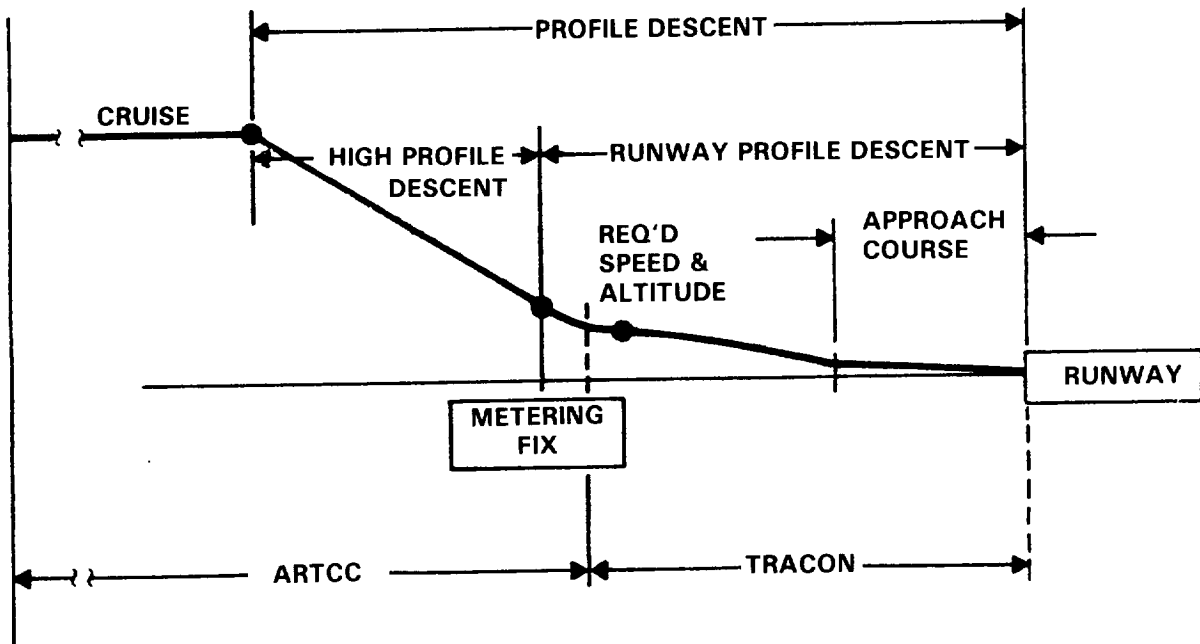 PROFILE DESCENT
CRUISE
HIGH PROFILE
DESCENT
RUNWAY PROFILE DESCENT
REQ'D
SPEED &
ALTITUDE
APPROACH
COURSE
RUNWAY
METERING
FIX
ARTCC
TRACON